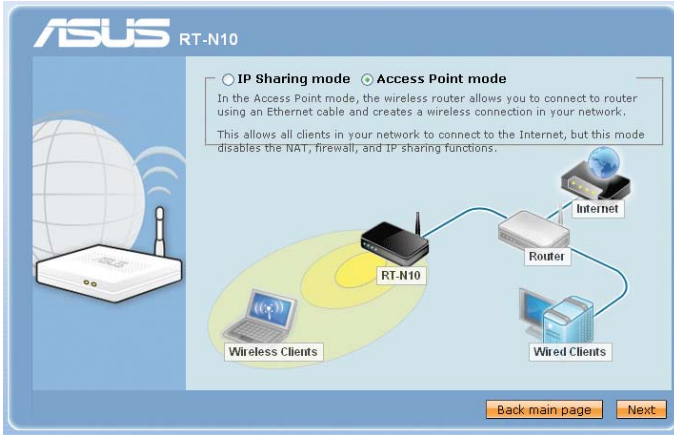 ASUS RT-N10
IP Sharing mode Access Point mode
In the Access Point mode, the wireless router allows you to connect to router
using an Ethernet cable and creates a wireless connection in your network.
This allows all clients in your network to connect to the Internet, but this mode
disables the NAT, firewall, and IP sharing functions.
Internet
Router
RT-N10
Wireless Clients
Wired Clients
Back main page Next